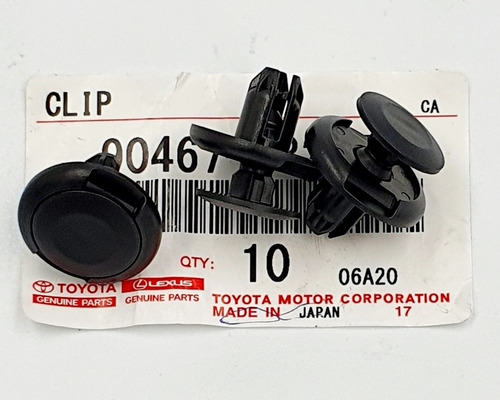 CLIP
CA
90467
QTY: 10 06A20
TOYOTA LEXUS
GENUINE PARTS GENUINE PARTS
TOYOTA MOTOR CORPORATION
MADE IN JAPAN 17